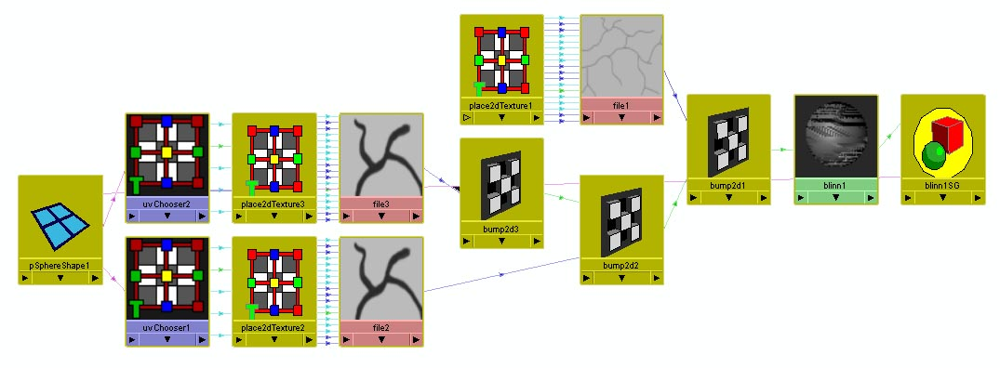 place2dTexture1
file1
uvChooser2
place2dTexture3
file3
bump2d3
bump2d1
blinn1
blinn1SG
pSphereShape1
bump2d2
uvChooser1
place2dTexture2
file2